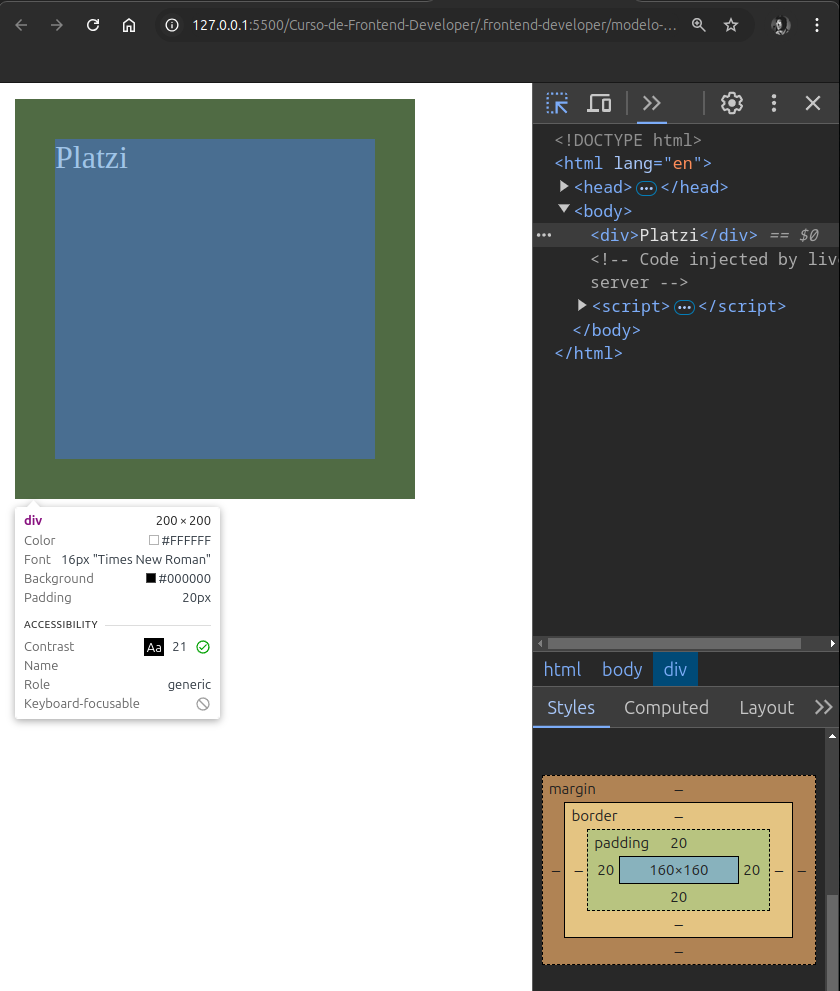 127.0.0.1:5500/Curso-de-Frontend-Developer/.frontend-developer/modelo-...
Platzi
div 200 × 200
Color #FFFFFF
Font 16px "Times New Roman"
Background #000000
Padding 20px
ACCESSIBILITY
Contrast Aa 21
Name
Role generic
Keyboard-focusable
<!DOCTYPE html>
<html lang="en">
<head>…</head>
<body>
… <div>Platzi</div> == $0
<!-- Code injected by liv
server -->
<script>…</script>
</body>
</html>
html body div
Styles Computed Layout
margin –
border –
padding 20
– – 20 160×160 20 – –
20
–
–